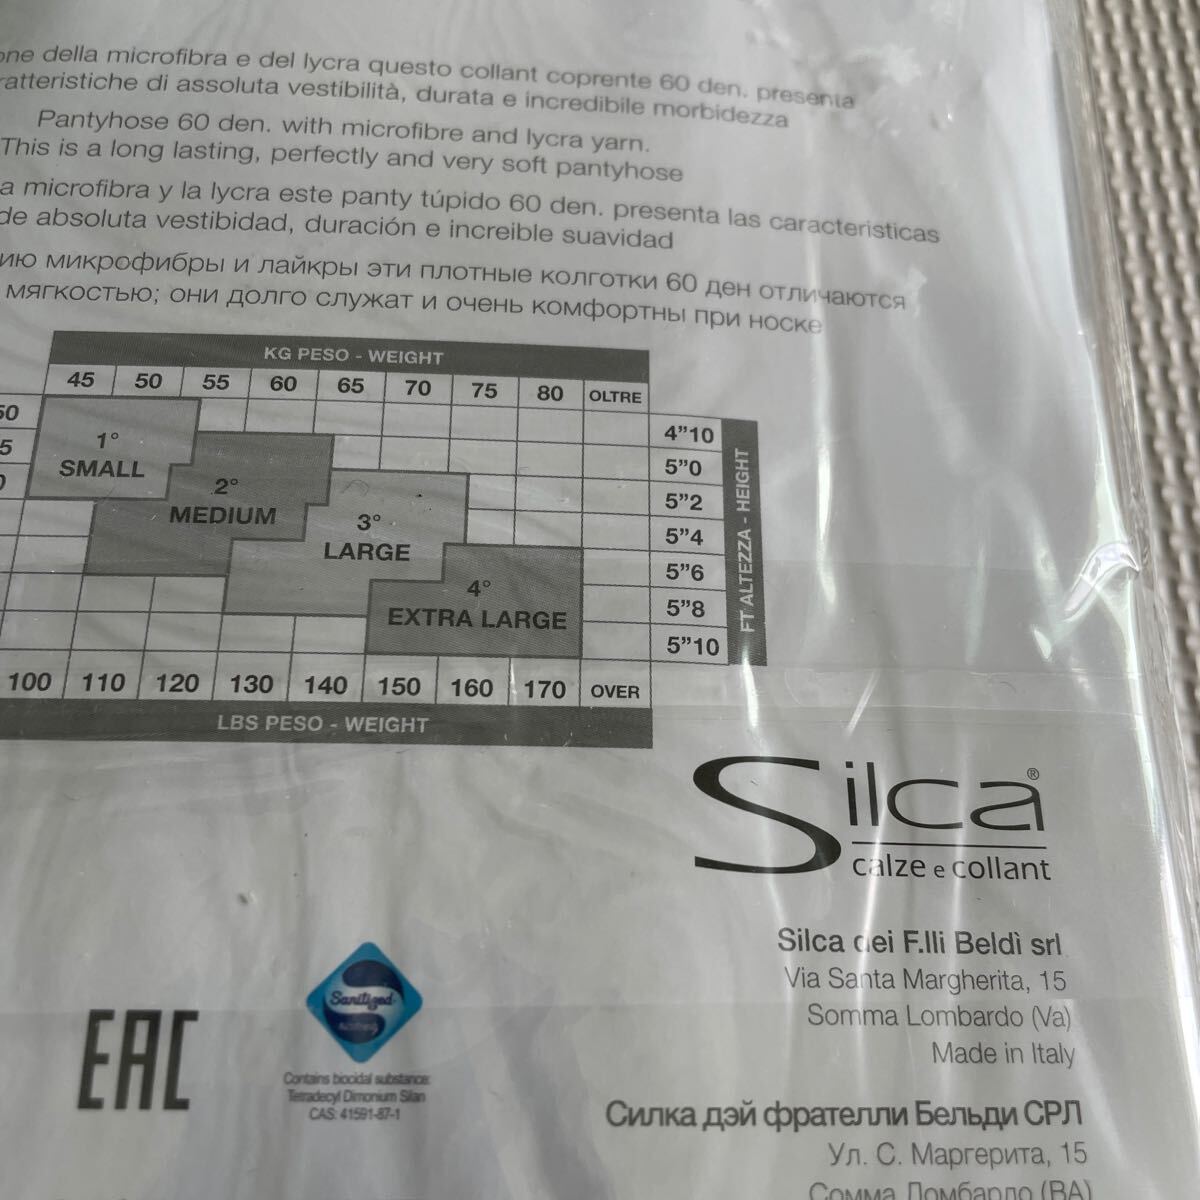 one della microfibra e del lycra questo collant coprente 60 den. presenta
ratteristiche di assoluta vestibilità, durata e incredibile morbidezza
Pantyhose 60 den. with microfibre and lycra yarn.
This is a long lasting, perfectly and very soft pantyhose
a microfibra y la lycra este panty túpido 60 den. presenta las caracteristicas
de absoluta vestibidad, duración e increible suavidad
ию микрофибры и лайкры эти плотные колготки 60 ден отличаются
мягкостью; они долго служат и очень комфортны при носке
KG PESO - WEIGHT
45 50 55 60 65 70 75 80 OLTRE
50
5
0
1°
SMALL
2°
MEDIUM
3°
LARGE
4°
EXTRA LARGE
4”10
5”0
5”2
5”4
5”6
5”8
5”10
FT ALTEZZA - HEIGHT
100 110 120 130 140 150 160 170 OVER
LBS PESO - WEIGHT
Silca®
calze e collant
Silca dei F.lli Beldì srl
Via Santa Margherita, 15
Somma Lombardo (Va)
Made in Italy
EAC
Sanitized
Contains biocidal substance:
Tetradecyl Dimonium Silan
CAS: 41591-87-1
Силка дэй фрателли Бельди СРЛ
Ул. С. Маргерита, 15
Сомма Ломбардо (ВА)